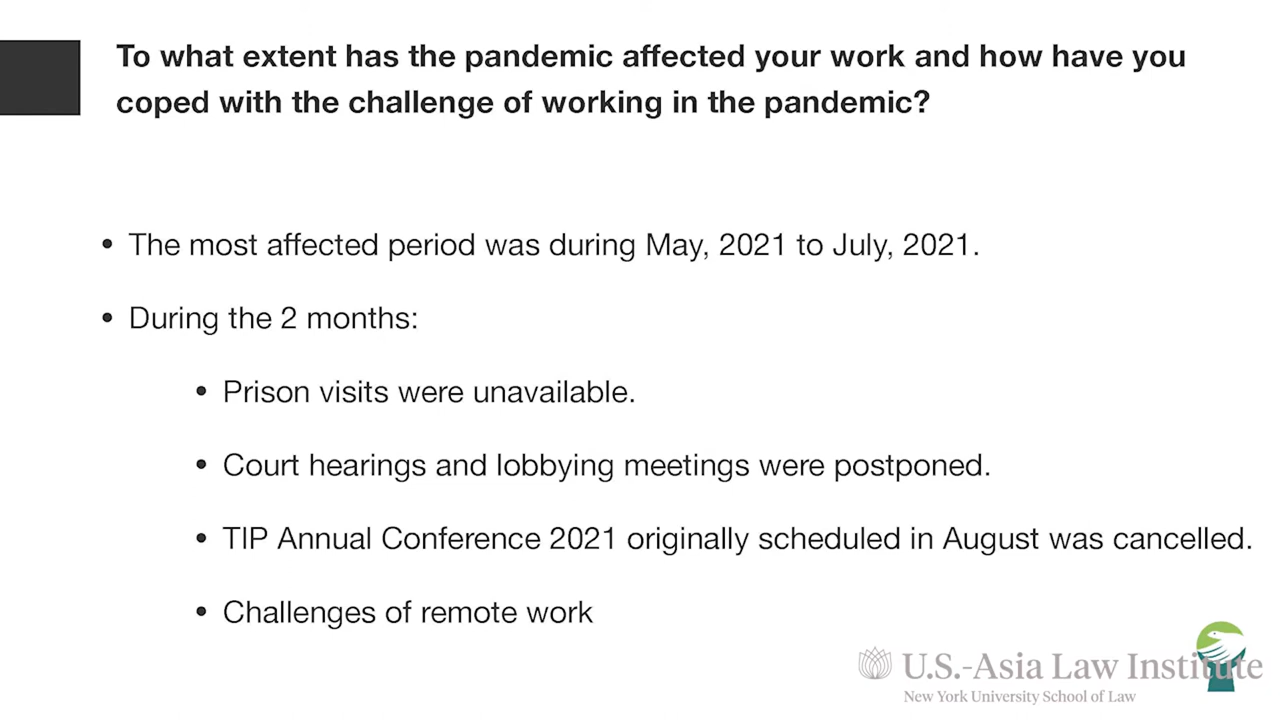 To what extent has the pandemic affected your work and how have you
coped with the challenge of working in the pandemic?
• The most affected period was during May, 2021 to July, 2021.
• During the 2 months:
• Prison visits were unavailable.
• Court hearings and lobbying meetings were postponed.
• TIP Annual Conference 2021 originally scheduled in August was cancelled.
• Challenges of remote work
U.S.-Asia Law Institute
New York University School of Law